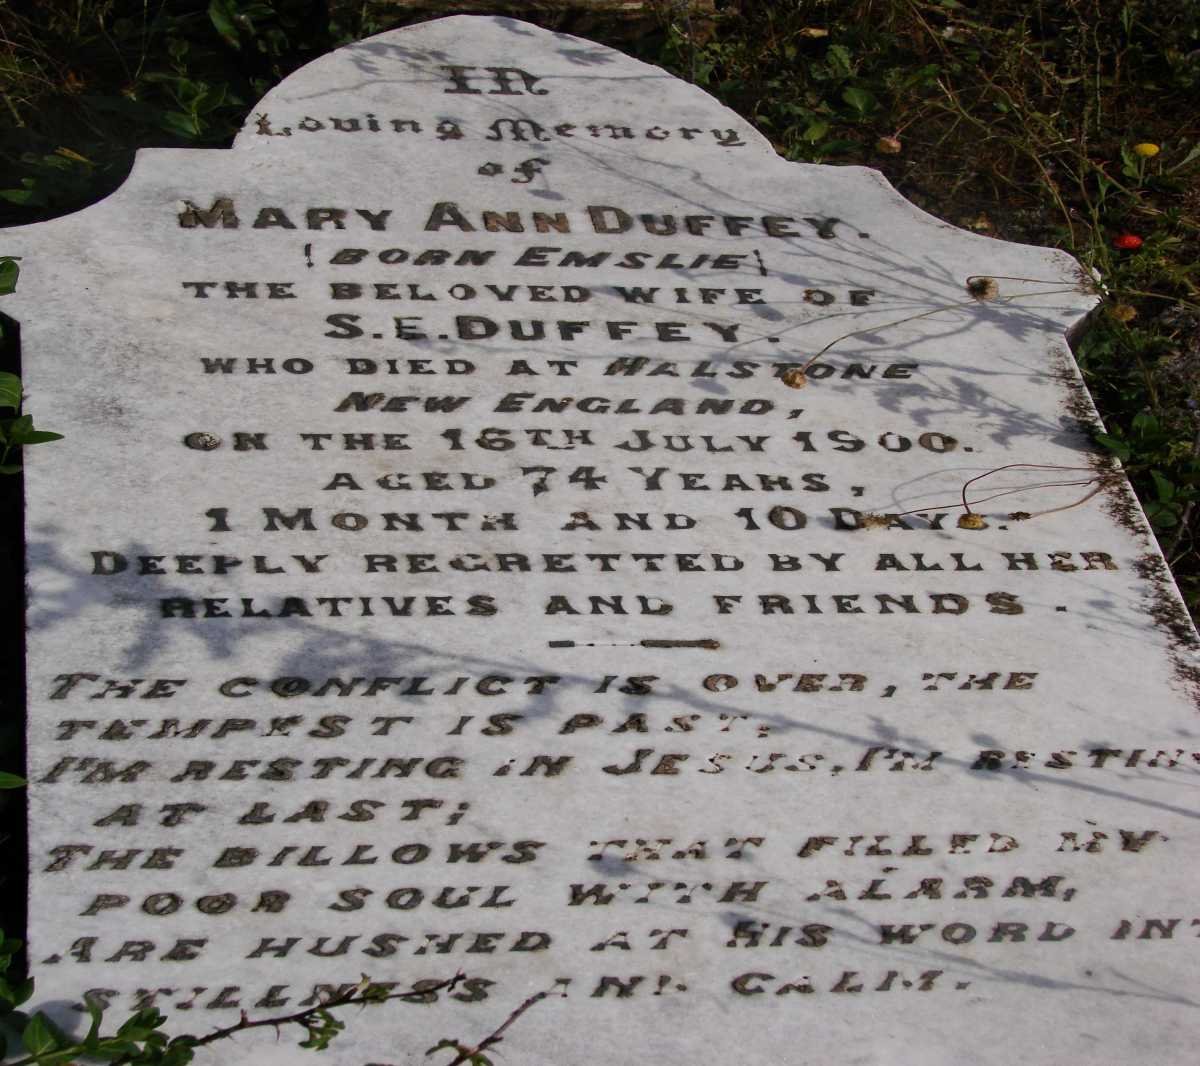 IN
Loving Memory
of
MARY ANN DUFFEY.
(BORN EMSLIE)
THE BELOVED WIFE OF
S.E. DUFFEY.
WHO DIED AT HALSTONE
NEW ENGLAND,
ON THE 16TH JULY 1900.
AGED 74 YEARS,
1 MONTH AND 10 DAYS.
DEEPLY REGRETTED BY ALL HER
RELATIVES AND FRIENDS.
THE CONFLICT IS OVER, THE
TEMPEST IS PAST,
I'M RESTING IN JESUS, I'M RESTING
AT LAST;
THE BILLOWS THAT FILLED MY
POOR SOUL WITH ALARM,
ARE HUSHED AT HIS WORD INT
STILLNESS AND CALM.